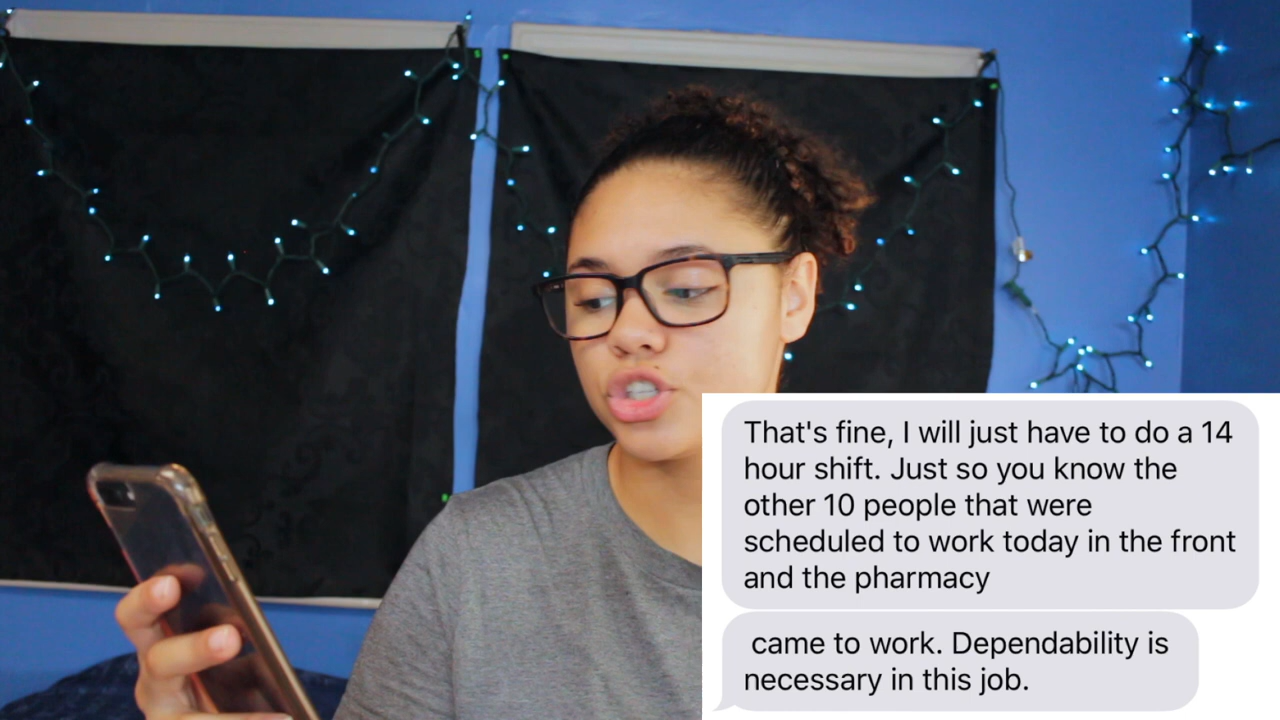 That's fine, I will just have to do a 14
hour shift. Just so you know the
other 10 people that were
scheduled to work today in the front
and the pharmacy
came to work. Dependability is
necessary in this job.